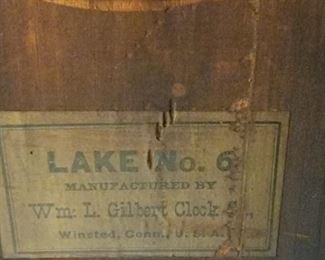 LAKE No. 6
MANUFACTURED BY
Wm. L. Gilbert Clock
Winsted, Conn., U. S. A.